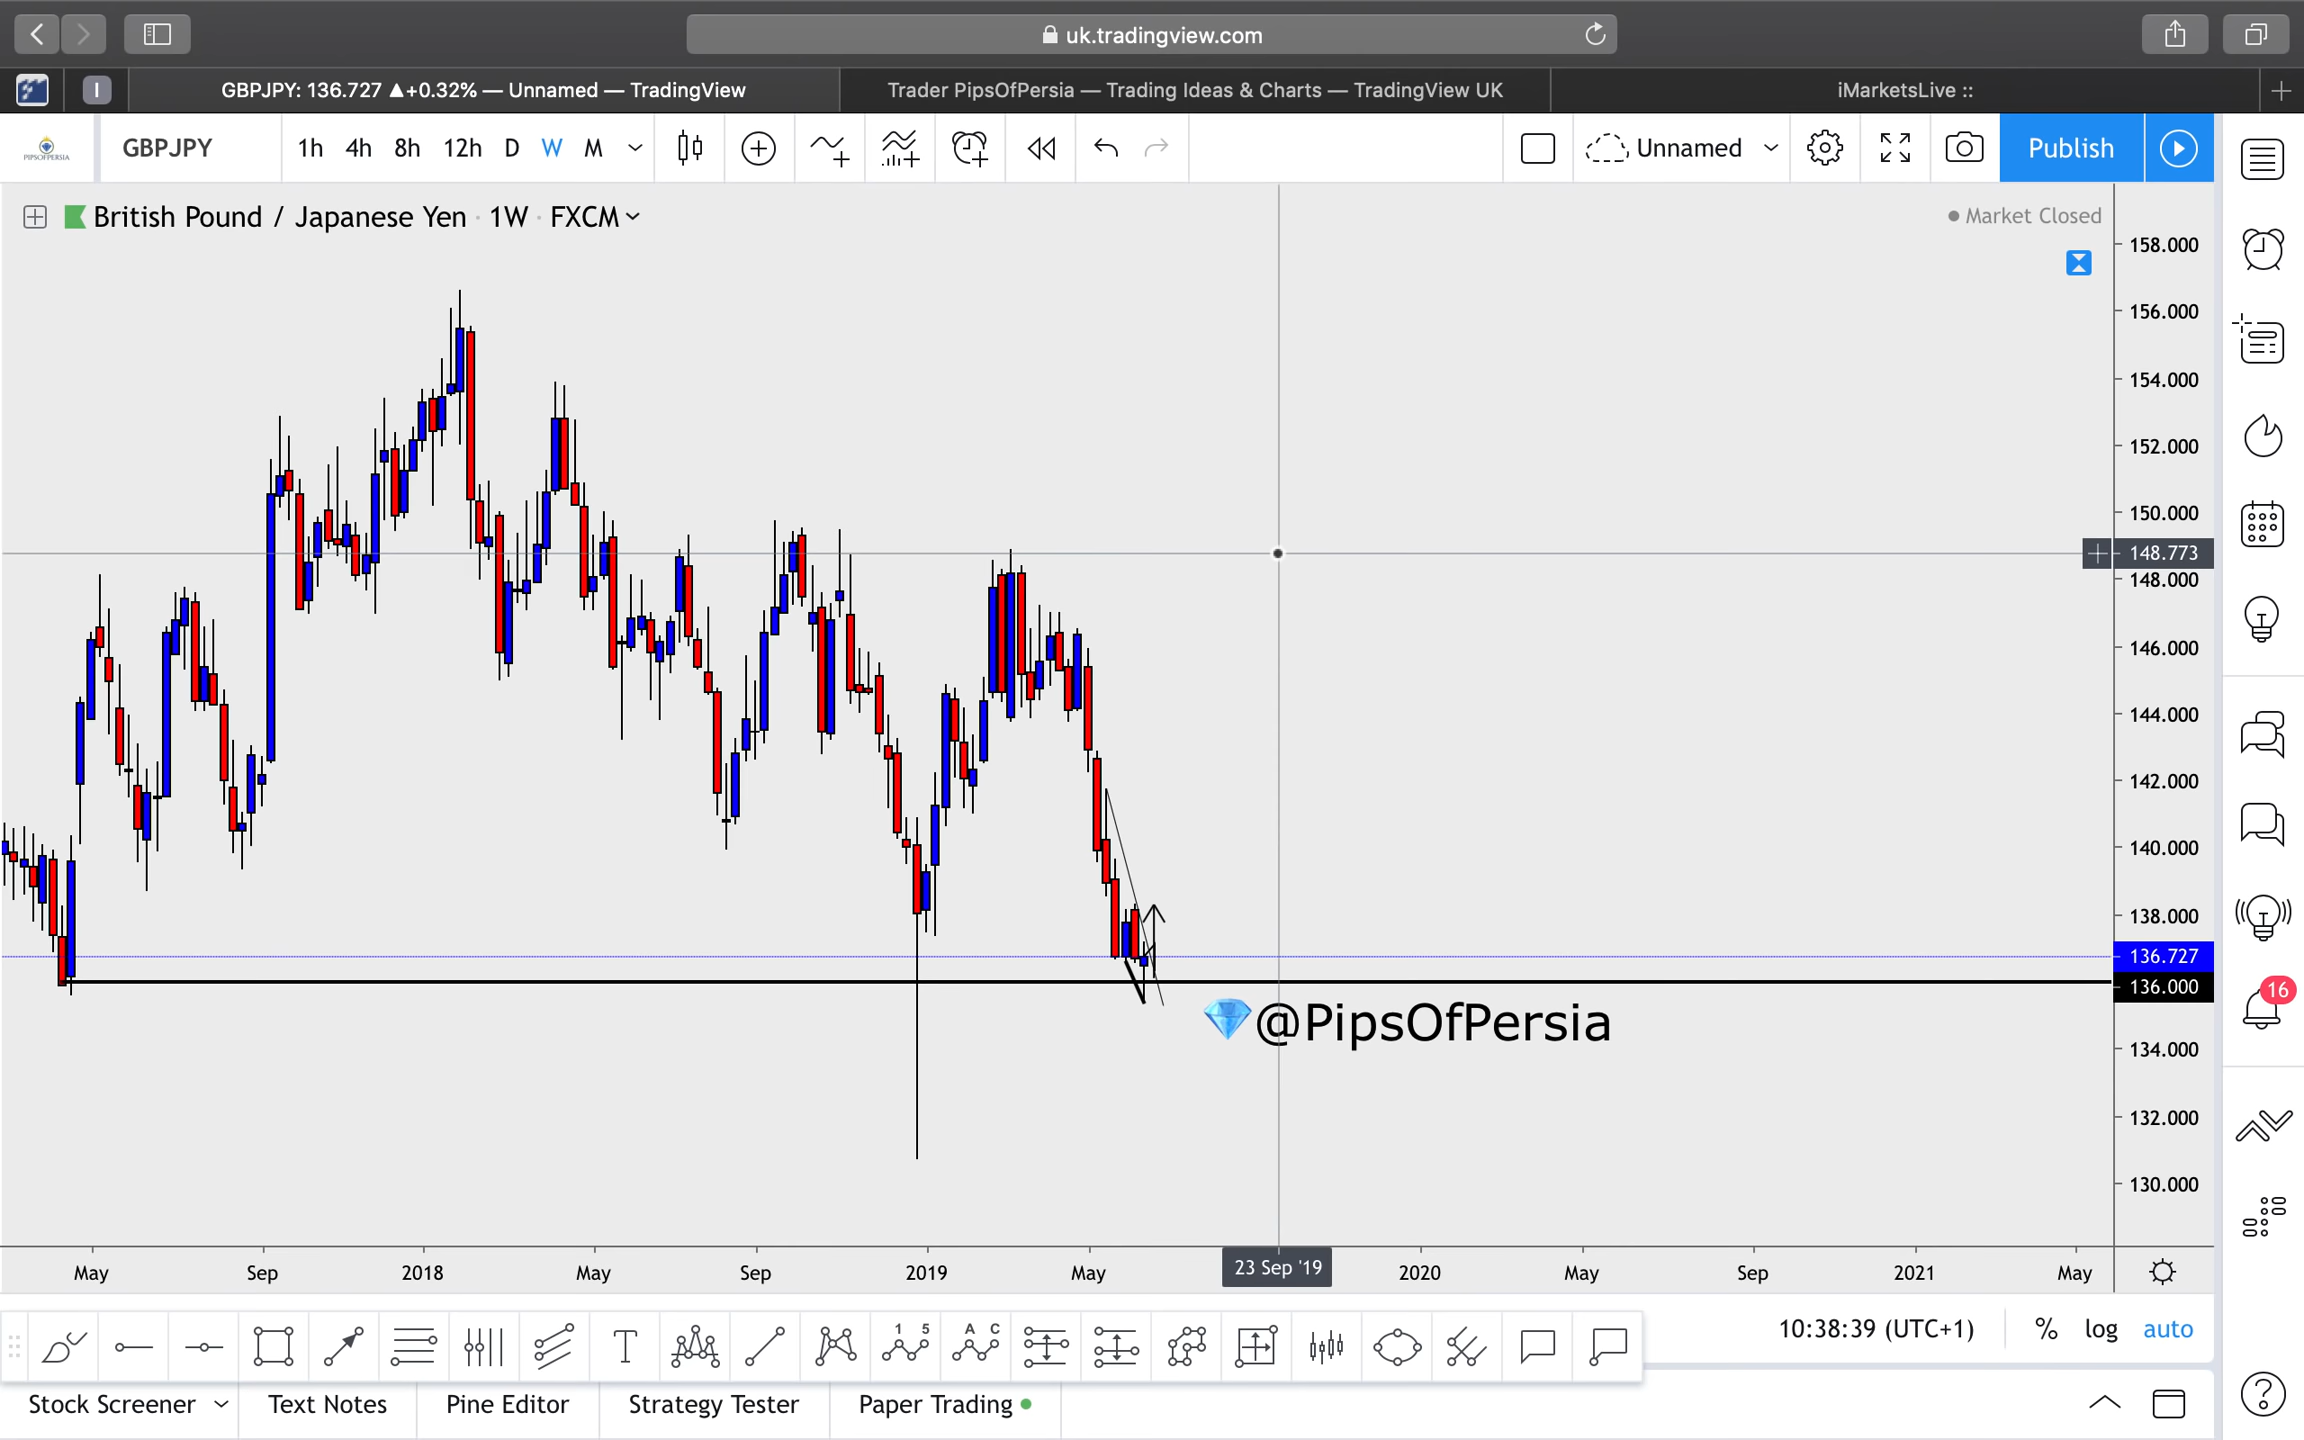 uk.tradingview.com
I
GBPJPY: 136.727 ▲+0.32% — Unnamed — TradingView
Trader PipsOfPersia — Trading Ideas & Charts — TradingView UK
iMarketsLive ::
PIPSOFPERSIA
GBPJPY
1h 4h 8h 12h D W M
Unnamed
Publish
British Pound / Japanese Yen · 1W · FXCM
Market Closed
158.000
156.000
154.000
152.000
150.000
148.773
148.000
146.000
144.000
142.000
140.000
138.000
136.727
136.000
@PipsOfPersia
134.000
132.000
130.000
16
May Sep 2018 May Sep 2019 May 23 Sep '19 2020 May Sep 2021 May
T
1 5
A C
10:38:39 (UTC+1)
% log auto
Stock Screener
Text Notes
Pine Editor
Strategy Tester
Paper Trading